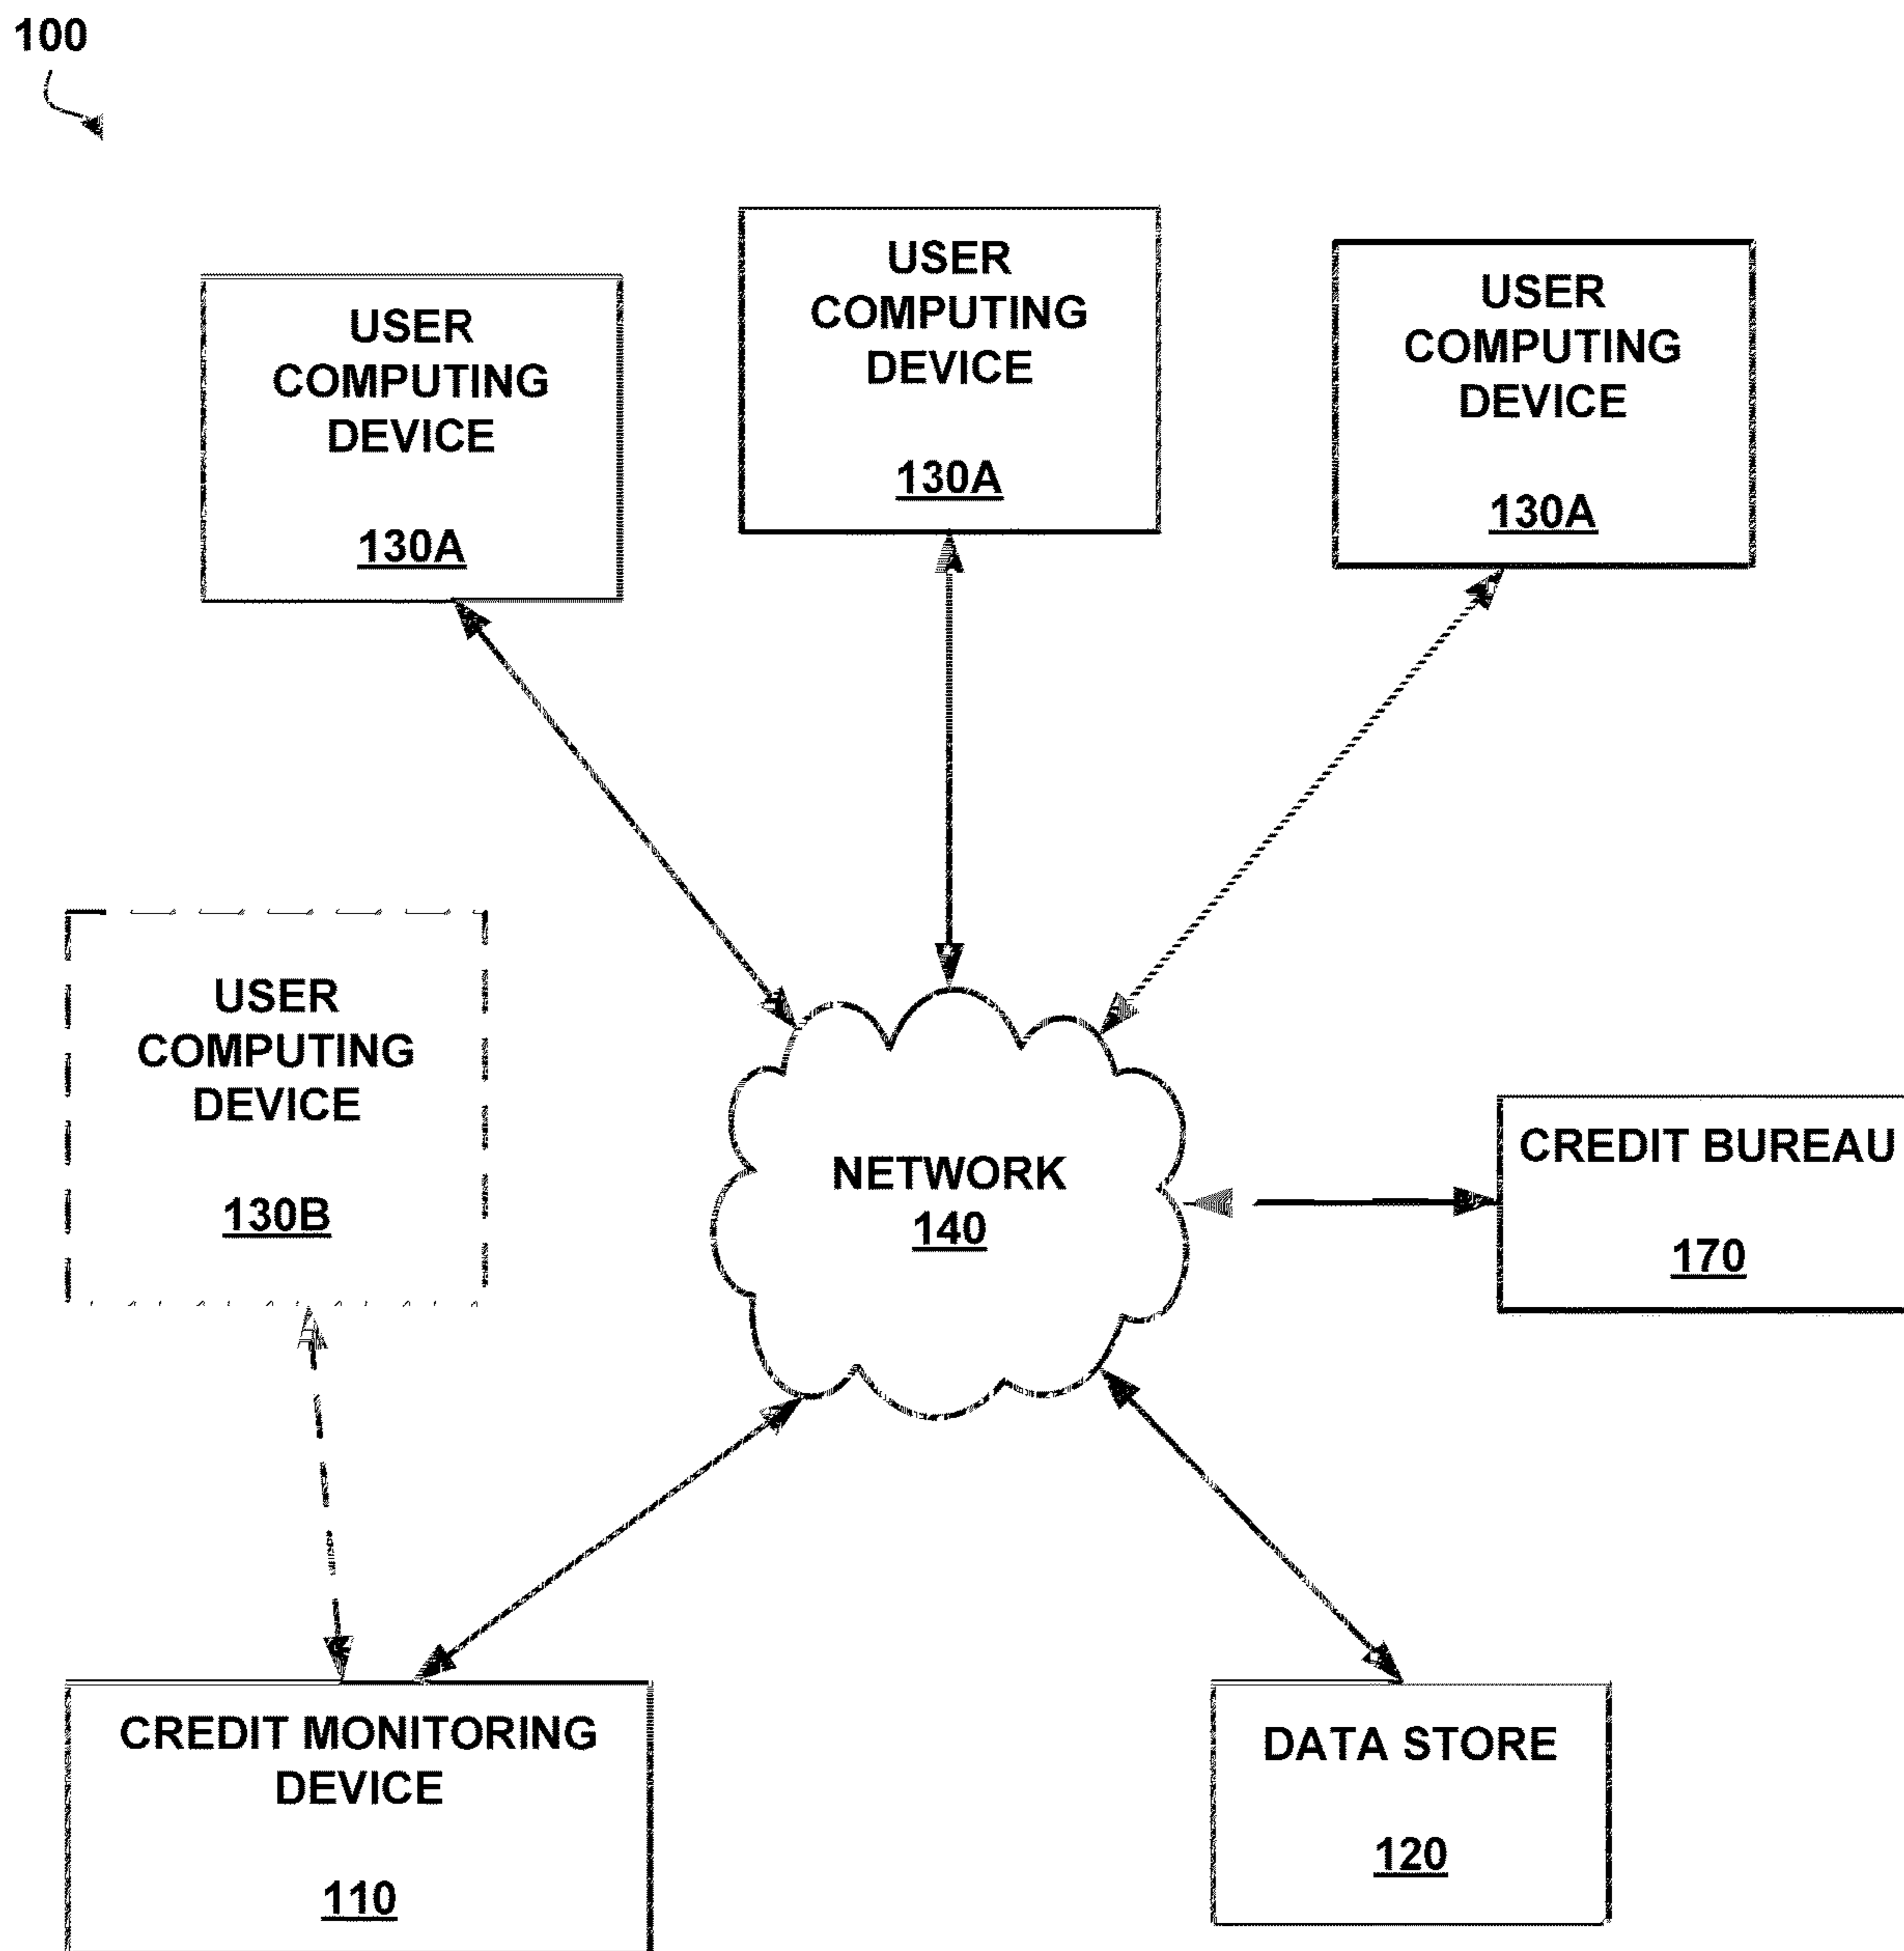 100
USER
COMPUTING
DEVICE
130A
USER
COMPUTING
DEVICE
130A
USER
COMPUTING
DEVICE
130A
USER
COMPUTING
DEVICE
130B
NETWORK
140
CREDIT BUREAU
170
CREDIT MONITORING
DEVICE
110
DATA STORE
120